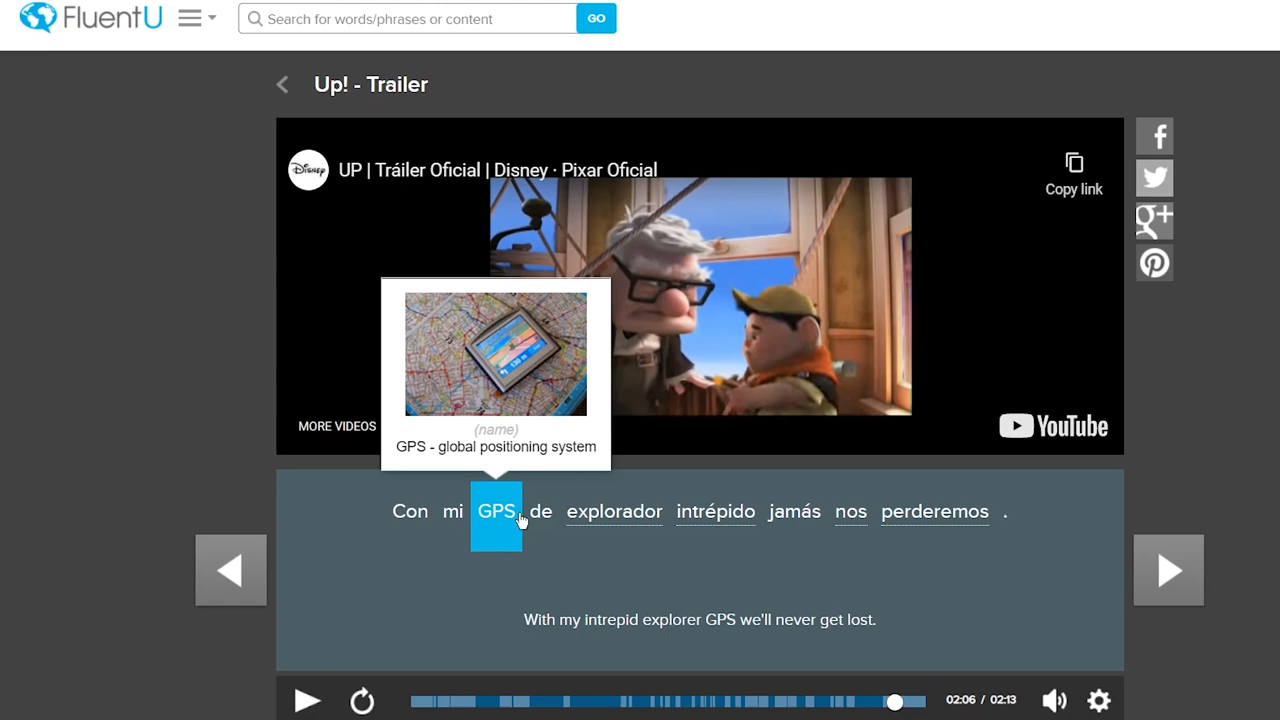 FluentU
Search for words/phrases or content
GO
Up! - Trailer
Disney
UP | Tráiler Oficial | Disney · Pixar Oficial
Copy link
MORE VIDEOS
YouTube
(name)
GPS - global positioning system
Con mi GPS de explorador intrépido jamás nos perderemos .
With my intrepid explorer GPS we'll never get lost.
02:06 / 02:13